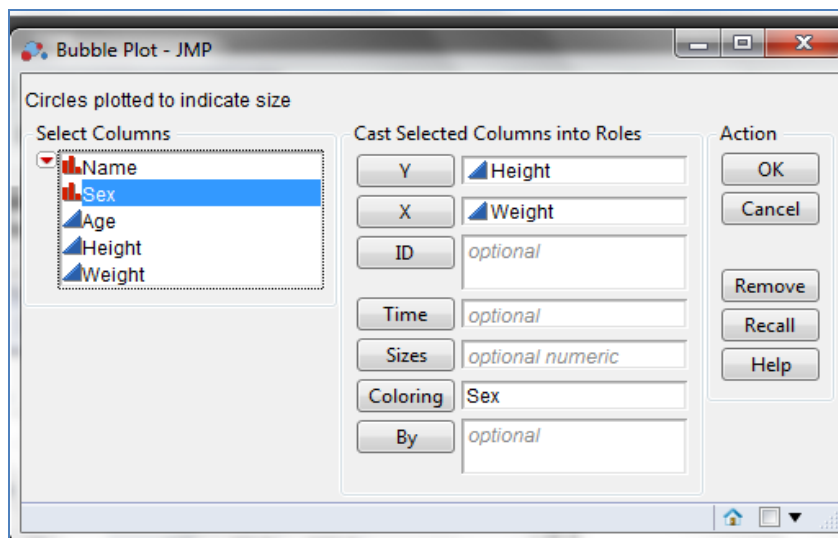 Bubble Plot - JMP
Circles plotted to indicate size
Select Columns
Name
Sex
Age
Height
Weight
Cast Selected Columns into Roles
Y Height
X Weight
ID optional
Time optional
Sizes optional numeric
Coloring Sex
By optional
Action
OK
Cancel
Remove
Recall
Help